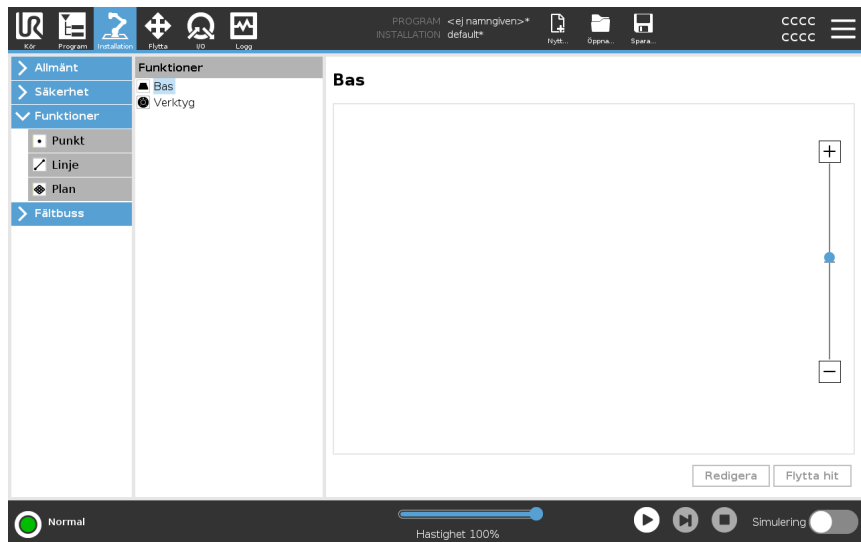 Kör
Program
Installation
Flytta
I/O
Logg
PROGRAM <ej namngiven>*
INSTALLATION default*
Nytt...
Öppna...
Spara...
CCCC
CCCC
Allmänt
Säkerhet
Funktioner
Punkt
Linje
Plan
Fältbuss
Funktioner
Bas
Verktyg
Bas
Redigera
Flytta hit
Normal
Hastighet 100%
Simulering